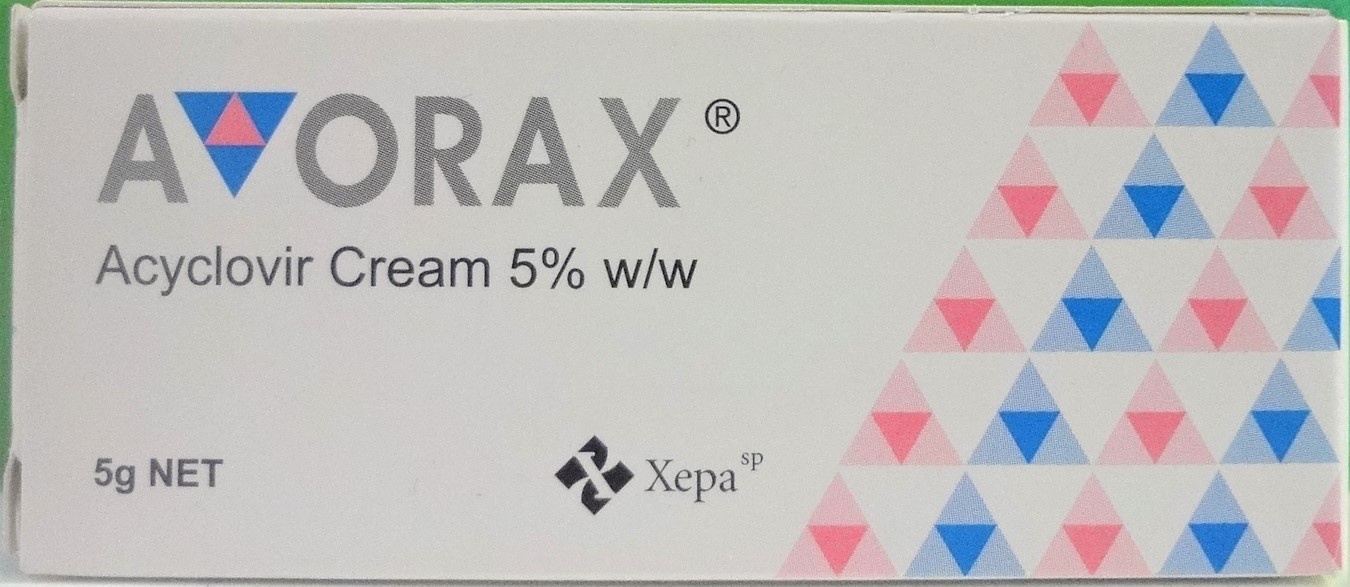 AVORAX®
Acyclovir Cream 5% w/w
5g NET
Xepa sp